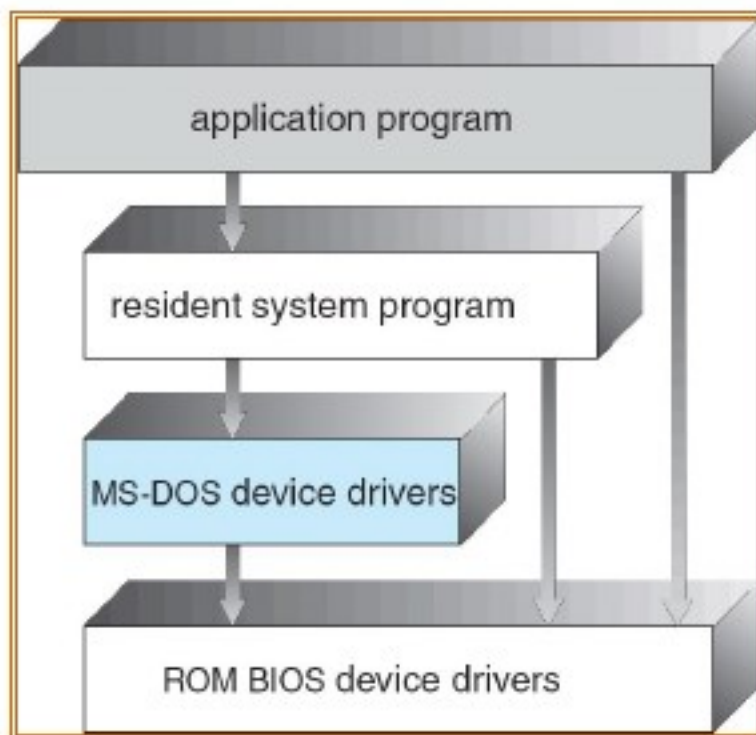 application program
resident system program
MS-DOS device drivers
ROM BIOS device drivers